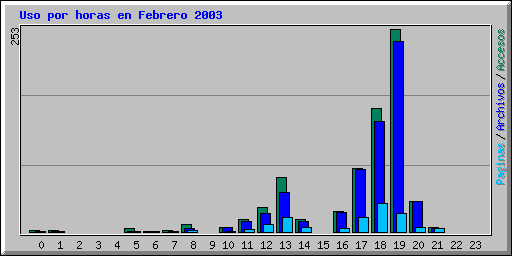 Uso por horas en Febrero 2003
253
Paginas/Archivos/Accesos
0 1 2 3 4 5 6 7 8 9 10 11 12 13 14 15 16 17 18 19 20 21 22 23